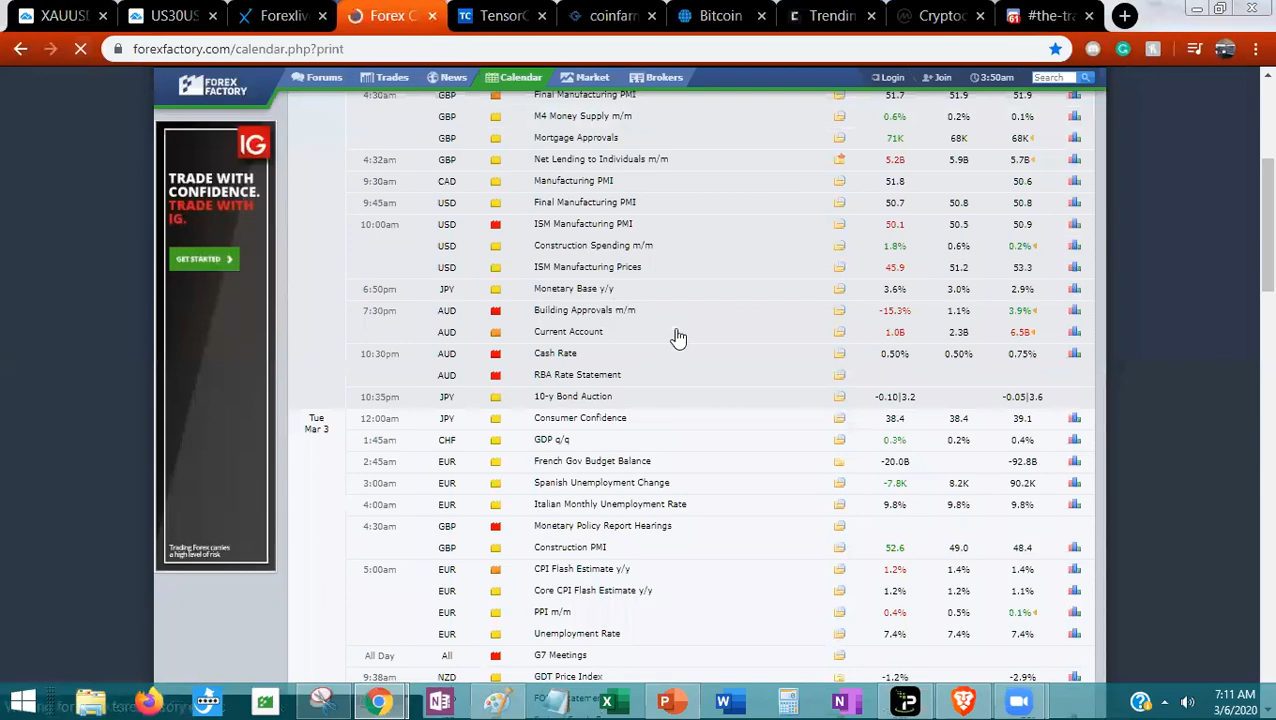 XAUUSD
US30US
Forexlive
Forex C
TensorC
coinfarm
Bitcoin
Trendin
Cryptoc
#the-tra
forexfactory.com/calendar.php?print
FOREX FACTORY
Forums Trades News Calendar Market Brokers Login Join 3:50am Search
IG
TRADE WITH
CONFIDENCE.
TRADE WITH
IG.
GET STARTED
Trading Forex carries
a high level of risk
4:30am GBP Final Manufacturing PMI 51.7 51.9 51.9
GBP M4 Money Supply m/m 0.6% 0.2% 0.1%
GBP Mortgage Approvals 71K 68K 68K
4:32am GBP Net Lending to Individuals m/m 5.2B 5.9B 5.7B
9:30am CAD Manufacturing PMI 51.8 50.6
9:45am USD Final Manufacturing PMI 50.7 50.8 50.8
10:00am USD ISM Manufacturing PMI 50.1 50.5 50.9
USD Construction Spending m/m 1.8% 0.6% 0.2%
USD ISM Manufacturing Prices 45.9 51.2 53.3
6:50pm JPY Monetary Base y/y 3.6% 3.0% 2.9%
7:30pm AUD Building Approvals m/m -15.3% 1.1% 3.9%
AUD Current Account 1.0B 2.3B 6.5B
10:30pm AUD Cash Rate 0.50% 0.50% 0.75%
AUD RBA Rate Statement
10:35pm JPY 10-y Bond Auction -0.10|3.2 -0.05|3.6
Tue
Mar 3
12:00am JPY Consumer Confidence 38.4 38.4 39.1
1:45am CHF GDP q/q 0.3% 0.2% 0.4%
2:45am EUR French Gov Budget Balance -20.0B -92.8B
3:00am EUR Spanish Unemployment Change -7.8K 8.2K 90.2K
4:00am EUR Italian Monthly Unemployment Rate 9.8% 9.8% 9.8%
4:30am GBP Monetary Policy Report Hearings
GBP Construction PMI 52.6 49.0 48.4
5:00am EUR CPI Flash Estimate y/y 1.2% 1.4% 1.4%
EUR Core CPI Flash Estimate y/y 1.2% 1.2% 1.1%
EUR PPI m/m 0.4% 0.5% 0.1%
EUR Unemployment Rate 7.4% 7.4% 7.4%
All Day All G7 Meetings
9:38am NZD GDT Price Index -1.2% -2.9%
7:11 AM
3/6/2020